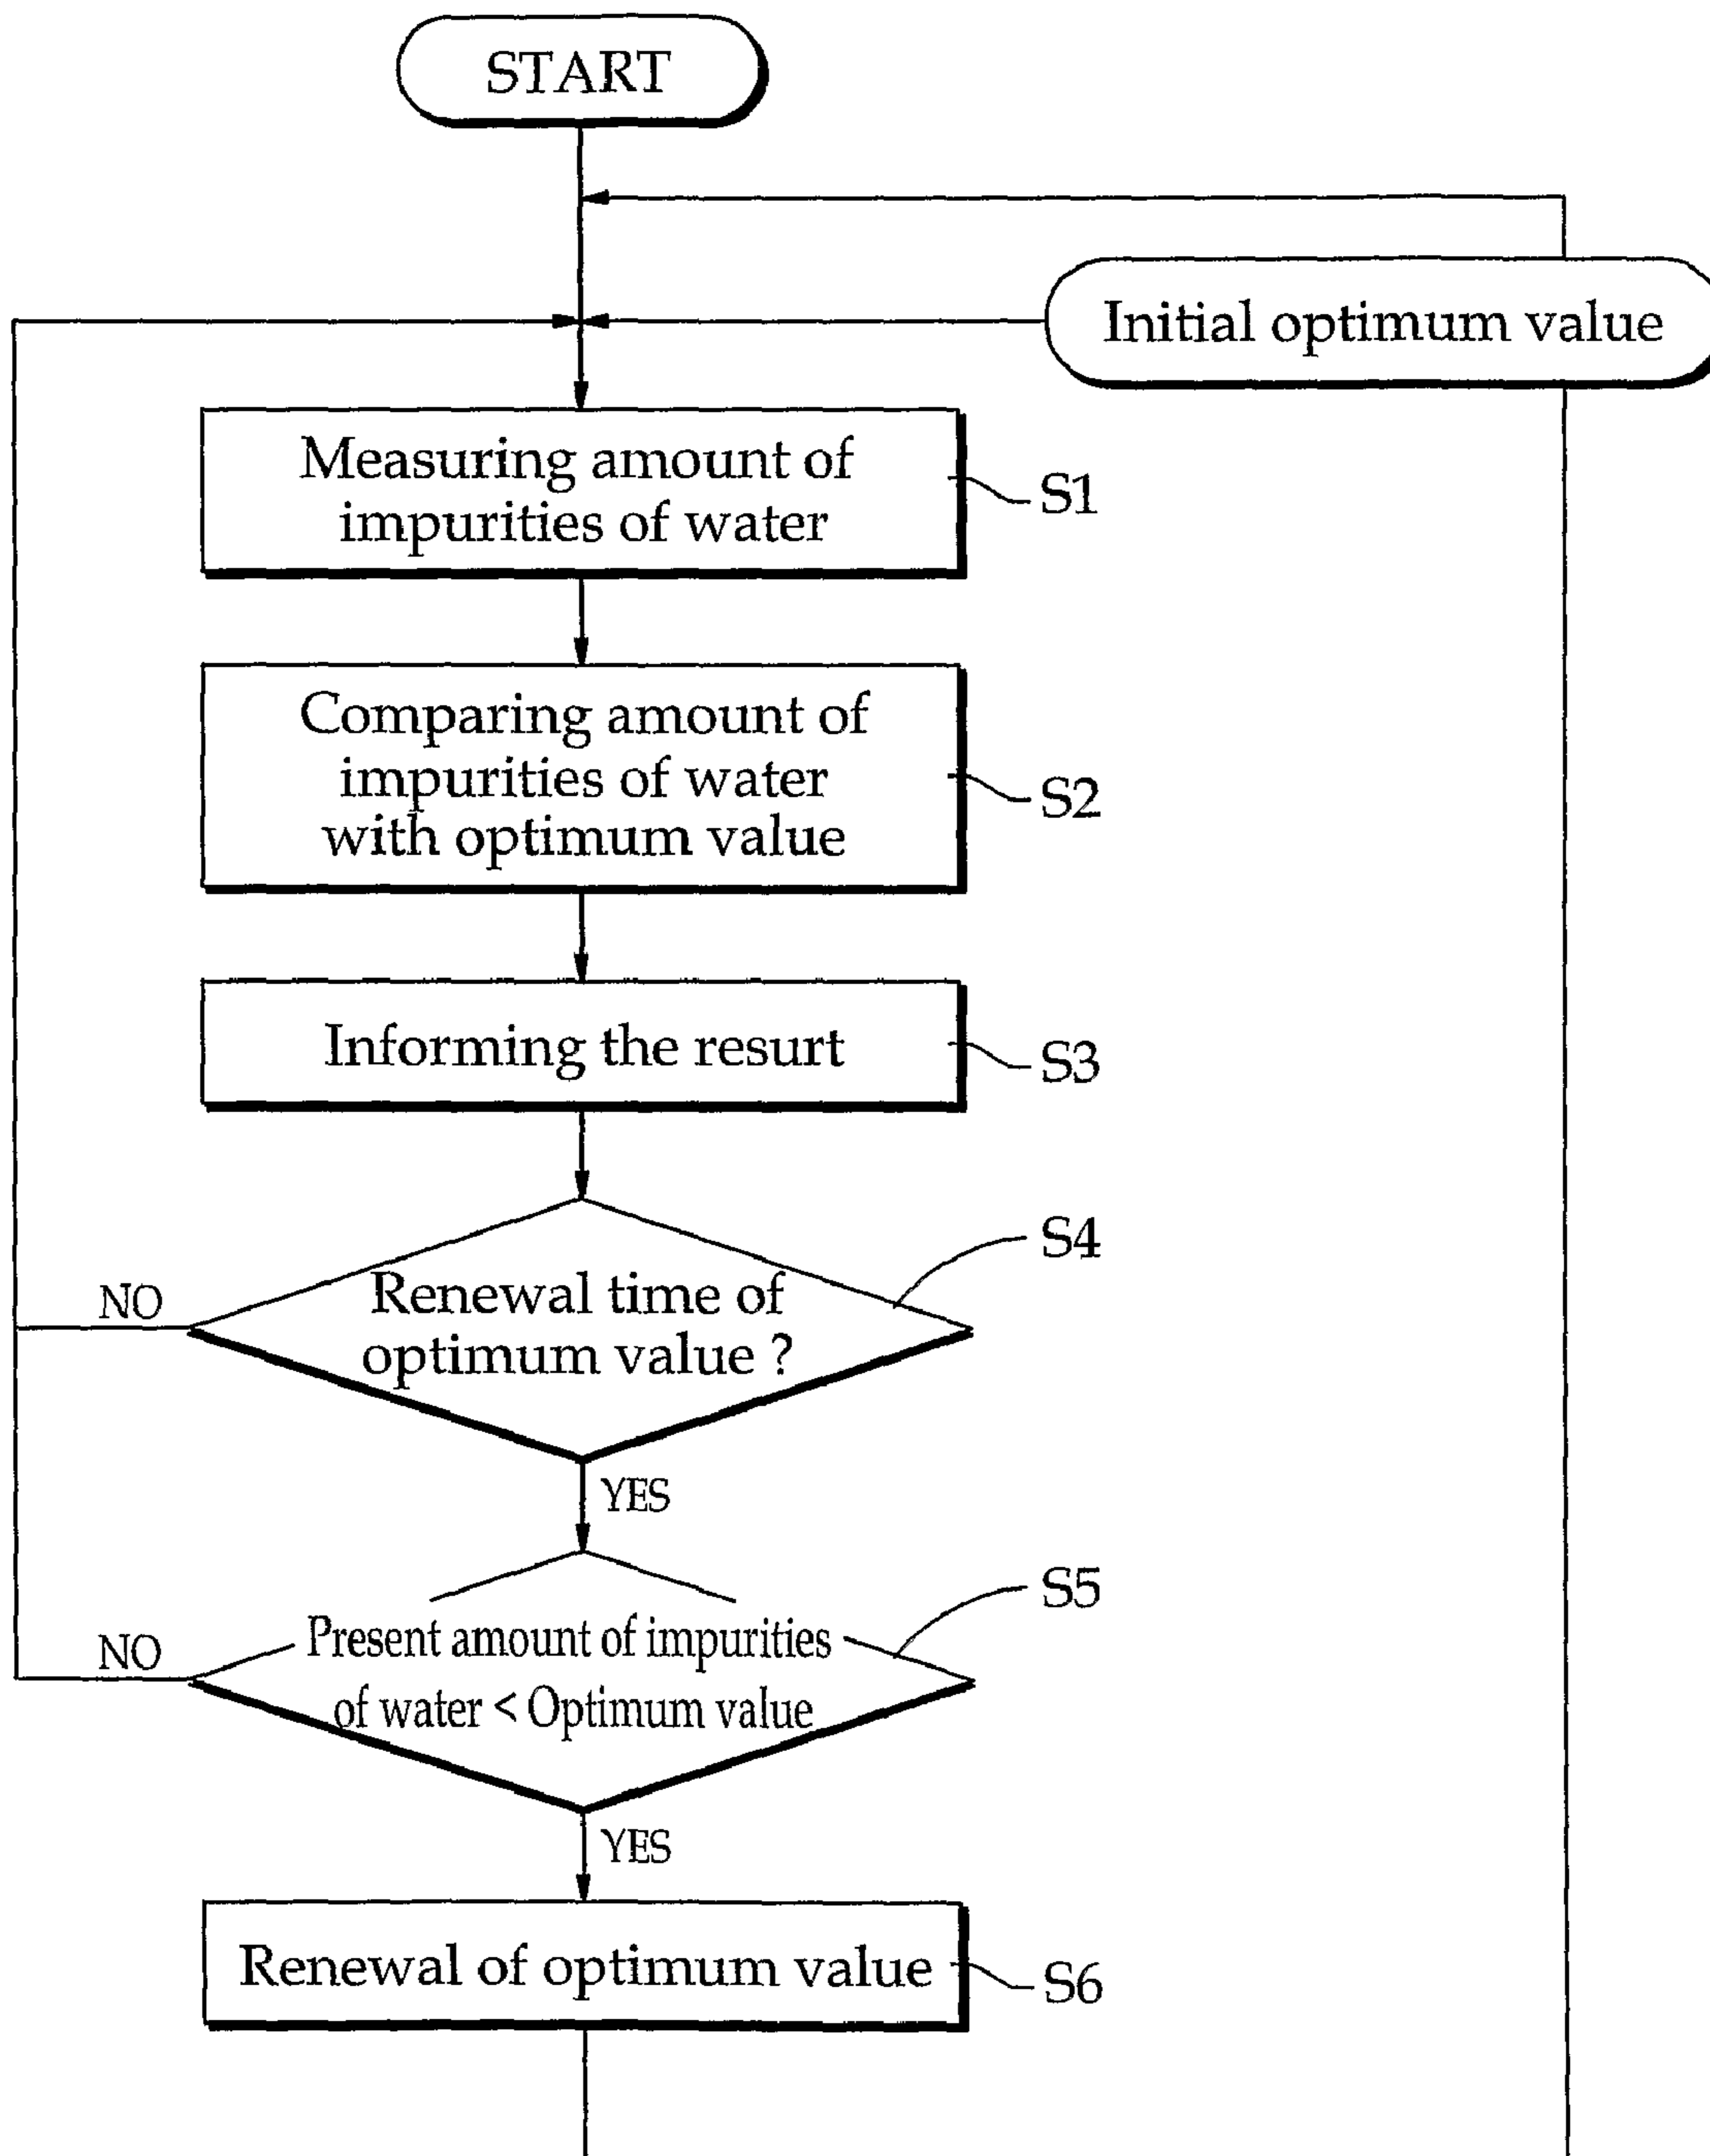 START
Initial optimum value
Measuring amount of
impurities of water
S1
Comparing amount of
impurities of water
with optimum value
S2
Informing the resurt
S3
S4
Renewal time of
optimum value ?
NO
YES
S5
Present amount of impurities
of water < Optimum value
NO
YES
Renewal of optimum value
S6